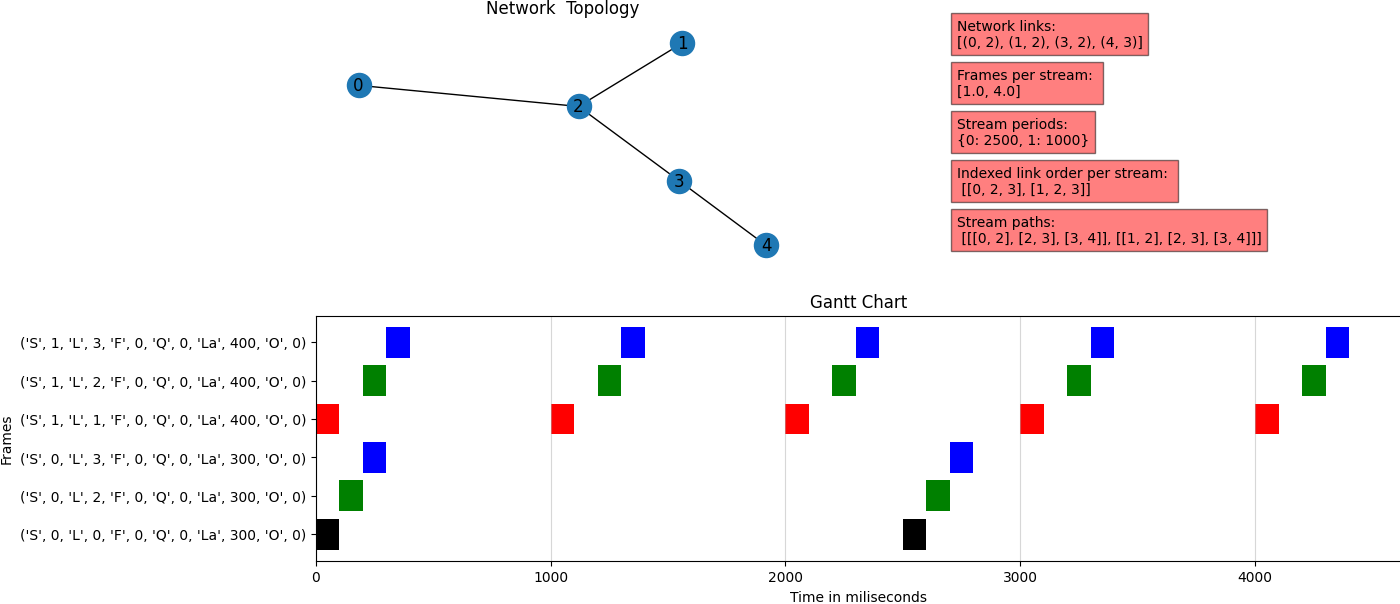 Network  Topology
0
1
2
3
4
Network links:
[(0, 2), (1, 2), (3, 2), (4, 3)]
Frames per stream:
[1.0, 4.0]
Stream periods:
{0: 2500, 1: 1000}
Indexed link order per stream:
[[0, 2, 3], [1, 2, 3]]
Stream paths:
[[[0, 2], [2, 3], [3, 4]], [[1, 2], [2, 3], [3, 4]]]
Gantt Chart
Frames
('S', 1, 'L', 3, 'F', 0, 'Q', 0, 'La', 400, 'O', 0)
('S', 1, 'L', 2, 'F', 0, 'Q', 0, 'La', 400, 'O', 0)
('S', 1, 'L', 1, 'F', 0, 'Q', 0, 'La', 400, 'O', 0)
('S', 0, 'L', 3, 'F', 0, 'Q', 0, 'La', 300, 'O', 0)
('S', 0, 'L', 2, 'F', 0, 'Q', 0, 'La', 300, 'O', 0)
('S', 0, 'L', 0, 'F', 0, 'Q', 0, 'La', 300, 'O', 0)
0 1000 2000 3000 4000
Time in miliseconds